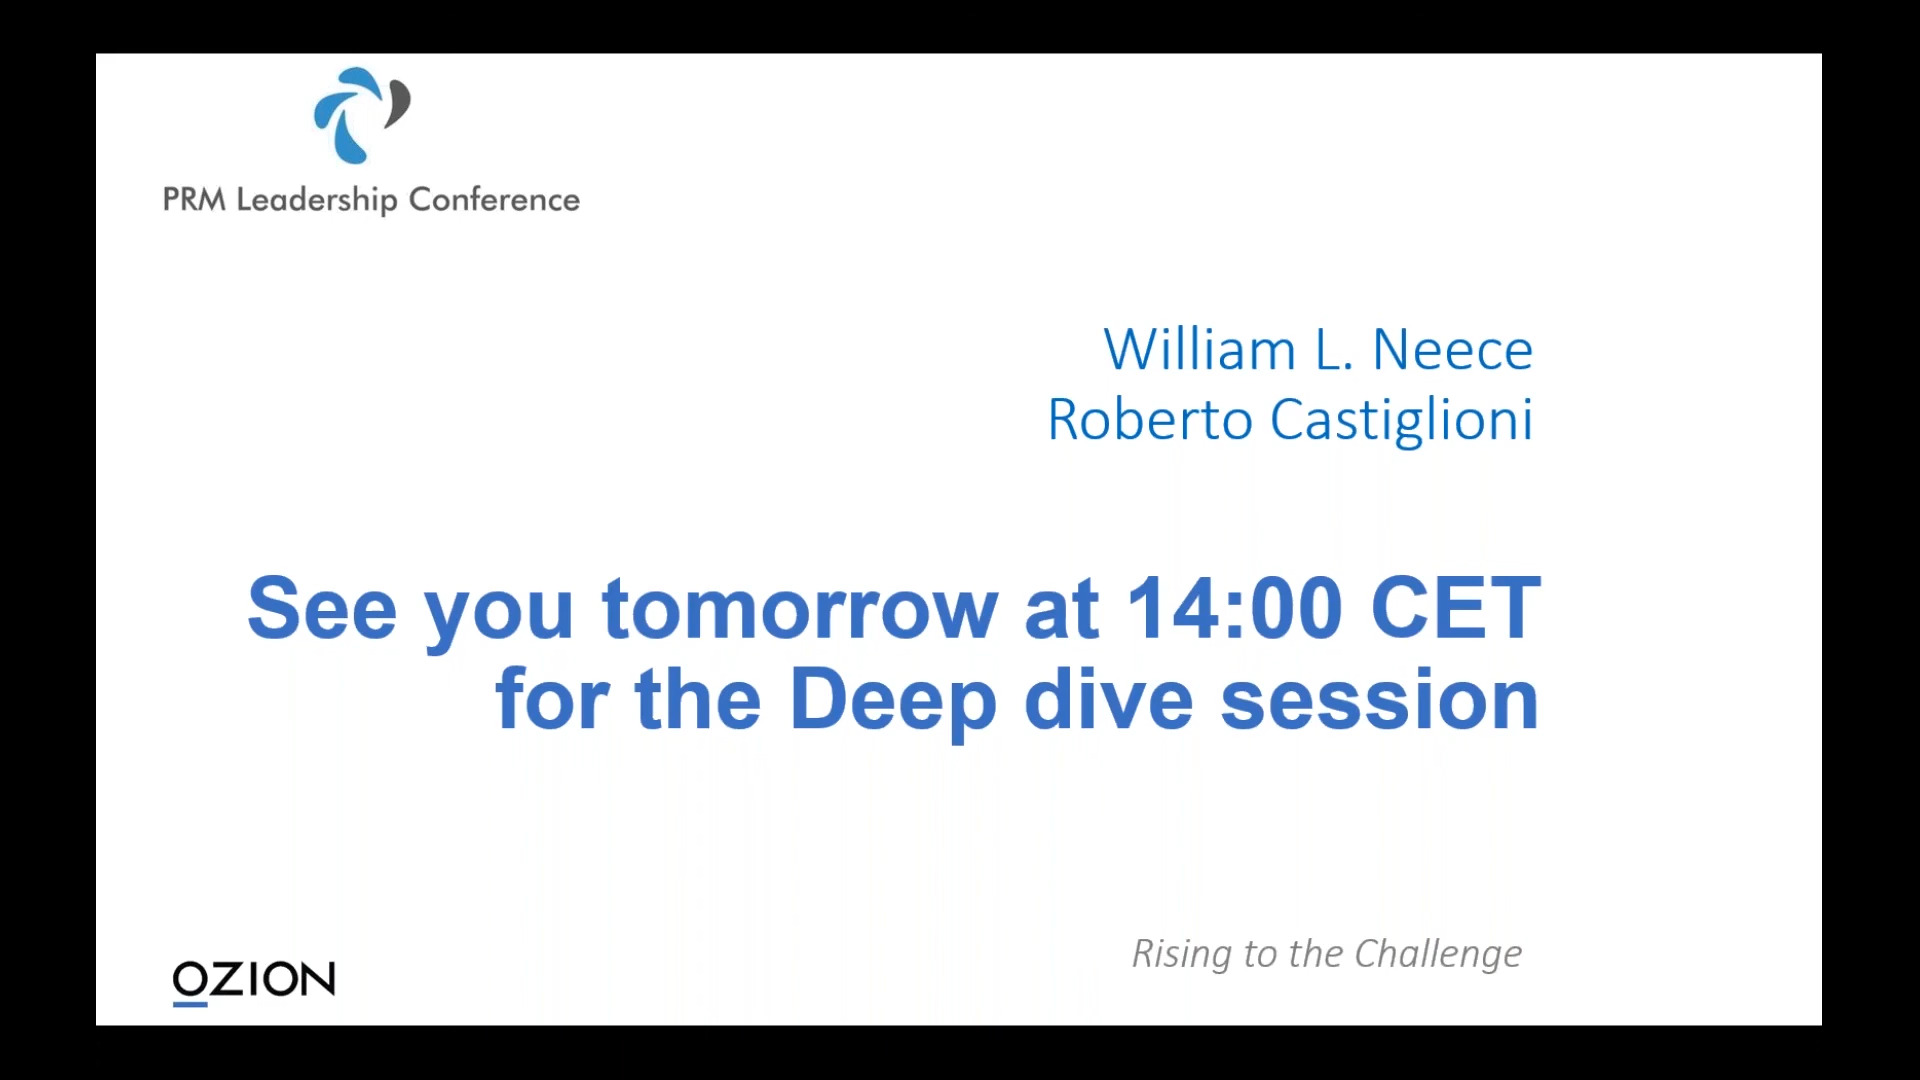 PRM Leadership Conference
William L. Neece
Roberto Castiglioni
See you tomorrow at 14:00 CET
for the Deep dive session
Rising to the Challenge
OZION